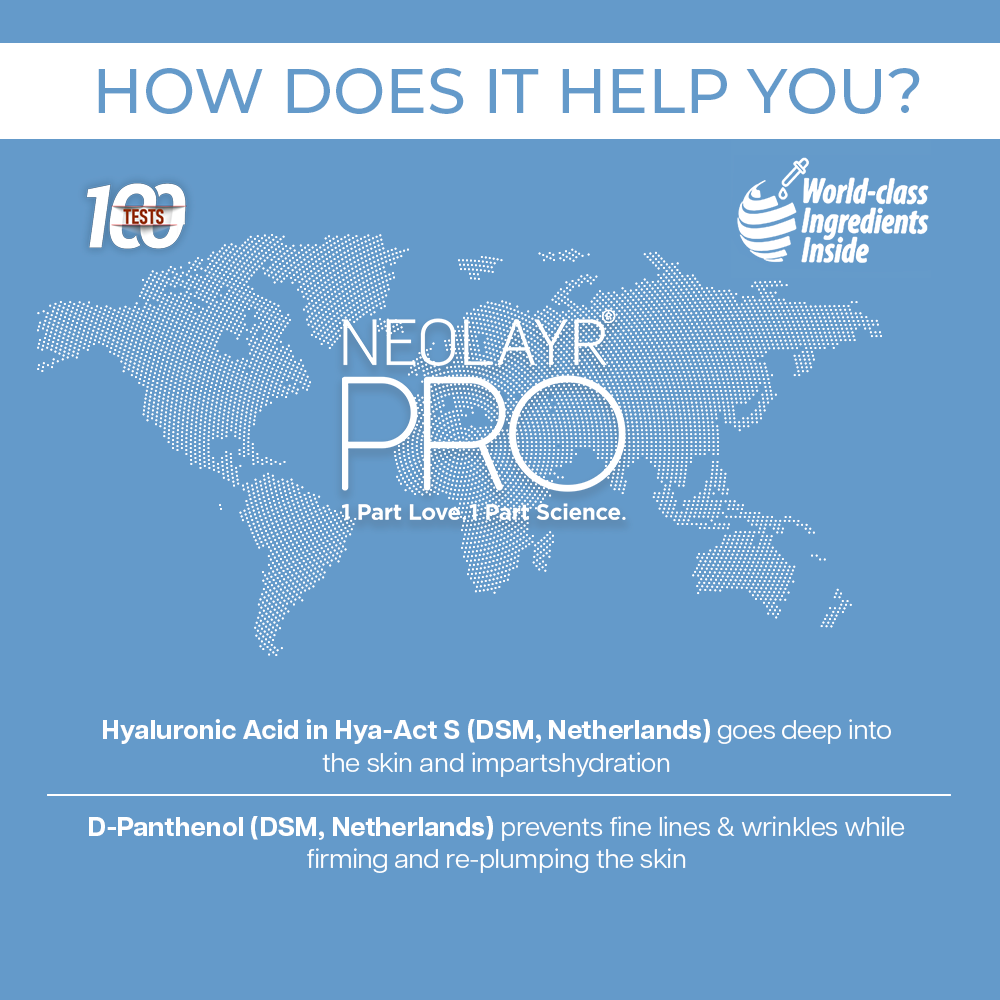 HOW DOES IT HELP YOU?
100
TESTS
World-class
Ingredients
Inside
NEOLAYR®
PRO
1 Part Love. 1 Part Science.
Hyaluronic Acid in Hya-Act S (DSM, Netherlands) goes deep into
the skin and impartshydration
D-Panthenol (DSM, Netherlands) prevents fine lines & wrinkles while
firming and re-plumping the skin